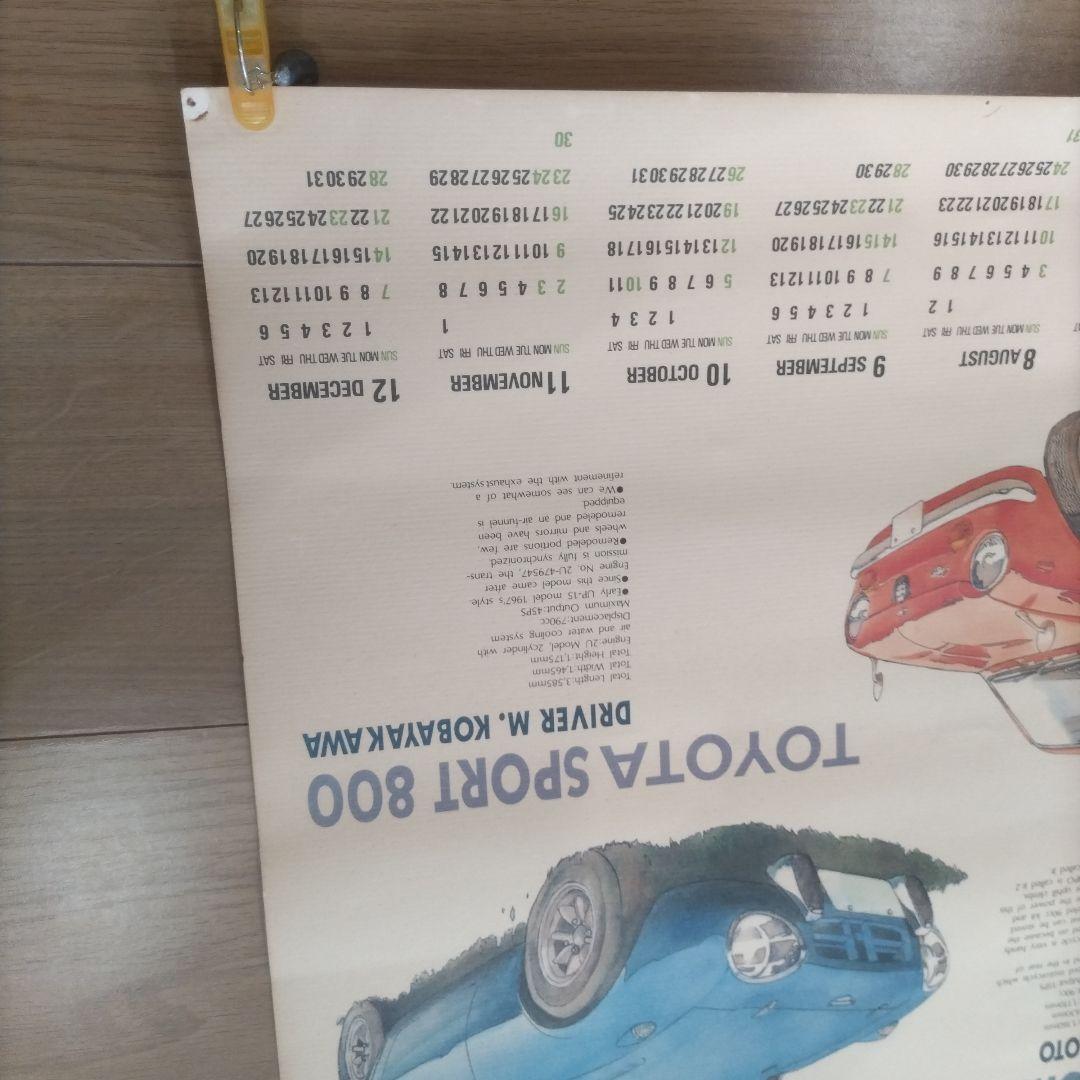 OTO
TOYOTA SPORT 800
DRIVER M. KOBAYAKAWA
Total Length:3,585mm
Total Width:1,465mm
Total Height:1,175mm
Engine:2U Model, 2cylinder with
air and water cooling system
Displacement:790cc
Maximum Output:45PS
●Early UP-15 model 1967's style.
●Since this model came after
Engine No. 2U-479547, the trans-
mission is fully synchronized.
●Remodeled portions are few,
wheels and mirrors have been
remodeled and an air-funnel is
equipped.
●We can see somewhat of a
refinement with the exhaust system.
8 AUGUST
SUN MON TUE WED THU FRI SAT
1 2
3 4 5 6 7 8 9
10 11 12 13 14 15 16
17 18 19 20 21 22 23
24 25 26 27 28 29 30
31
9 SEPTEMBER
SUN MON TUE WED THU FRI SAT
1 2 3 4 5 6
7 8 9 10 11 12 13
14 15 16 17 18 19 20
21 22 23 24 25 26 27
28 29 30
10 OCTOBER
SUN MON TUE WED THU FRI SAT
1 2 3 4
5 6 7 8 9 10 11
12 13 14 15 16 17 18
19 20 21 22 23 24 25
26 27 28 29 30 31
11 NOVEMBER
SUN MON TUE WED THU FRI SAT
1
2 3 4 5 6 7 8
9 10 11 12 13 14 15
16 17 18 19 20 21 22
23 24 25 26 27 28 29
30
12 DECEMBER
SUN MON TUE WED THU FRI SAT
1 2 3 4 5 6
7 8 9 10 11 12 13
14 15 16 17 18 19 20
21 22 23 24 25 26 27
28 29 30 31